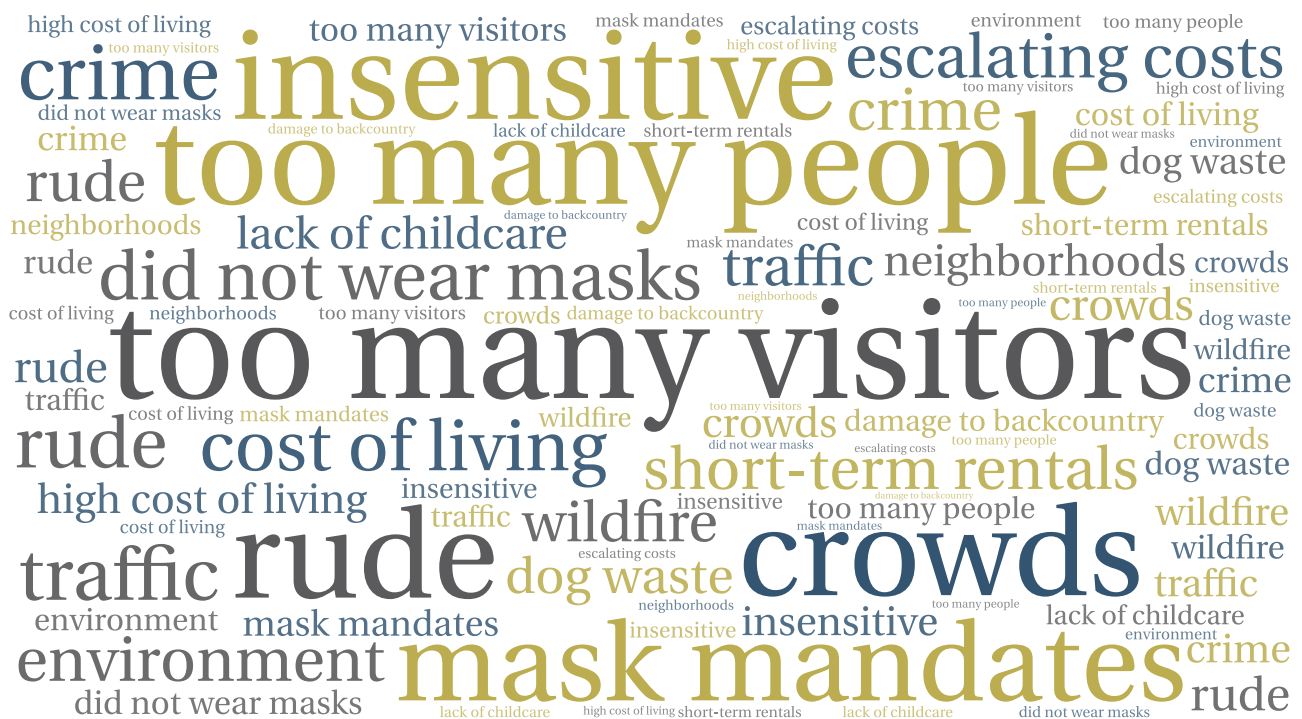 high cost of living
too many visitors
mask mandates
escalating costs
environment
too many people
crime
too many visitors
insensitive
high cost of living
escalating costs
too many visitors
high cost of living
did not wear masks
crime
cost of living
crime
damage to backcountry
lack of childcare
short-term rentals
did not wear masks
environment
rude
too many people
dog waste
escalating costs
neighborhoods
lack of childcare
damage to backcountry
cost of living
short-term rentals
rude
did not wear masks
mask mandates
traffic
neighborhoods
crowds
neighborhoods
short-term rentals
insensitive
cost of living
neighborhoods
too many visitors
crowds
damage to backcountry
too many people
crowds
dog waste
rude
too many visitors
wildfire
traffic
crime
cost of living
mask mandates
wildfire
too many visitors
crowds
damage to backcountry
dog waste
rude
cost of living
did not wear masks
escalating costs
too many people
crowds
short-term rentals
dog waste
high cost of living
insensitive
insensitive
damage to backcountry
cost of living
rude
traffic
wildfire
too many people
mask mandates
crowds
wildfire
wildfire
traffic
escalating costs
dog waste
traffic
environment
mask mandates
neighborhoods
insensitive
too many people
lack of childcare
environment
insensitive
mask mandates
environment
crime
did not wear masks
rude
lack of childcare
high cost of living
short-term rentals
lack of childcare
did not wear masks